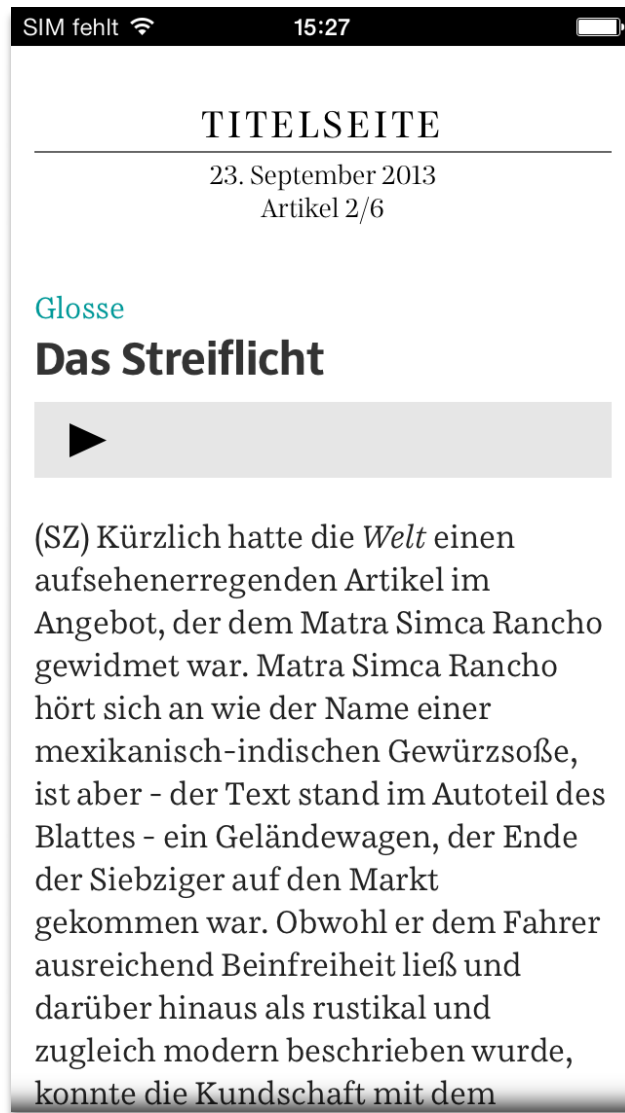 SIM fehlt 15:27
TITELSEITE
23. September 2013
Artikel 2/6
Glosse
Das Streiflicht
(SZ) Kürzlich hatte die Welt einen
aufsehenerregenden Artikel im
Angebot, der dem Matra Simca Rancho
gewidmet war. Matra Simca Rancho
hört sich an wie der Name einer
mexikanisch-indischen Gewürzsoße,
ist aber - der Text stand im Autoteil des
Blattes - ein Geländewagen, der Ende
der Siebziger auf den Markt
gekommen war. Obwohl er dem Fahrer
ausreichend Beinfreiheit ließ und
darüber hinaus als rustikal und
zugleich modern beschrieben wurde,
konnte die Kundschaft mit dem